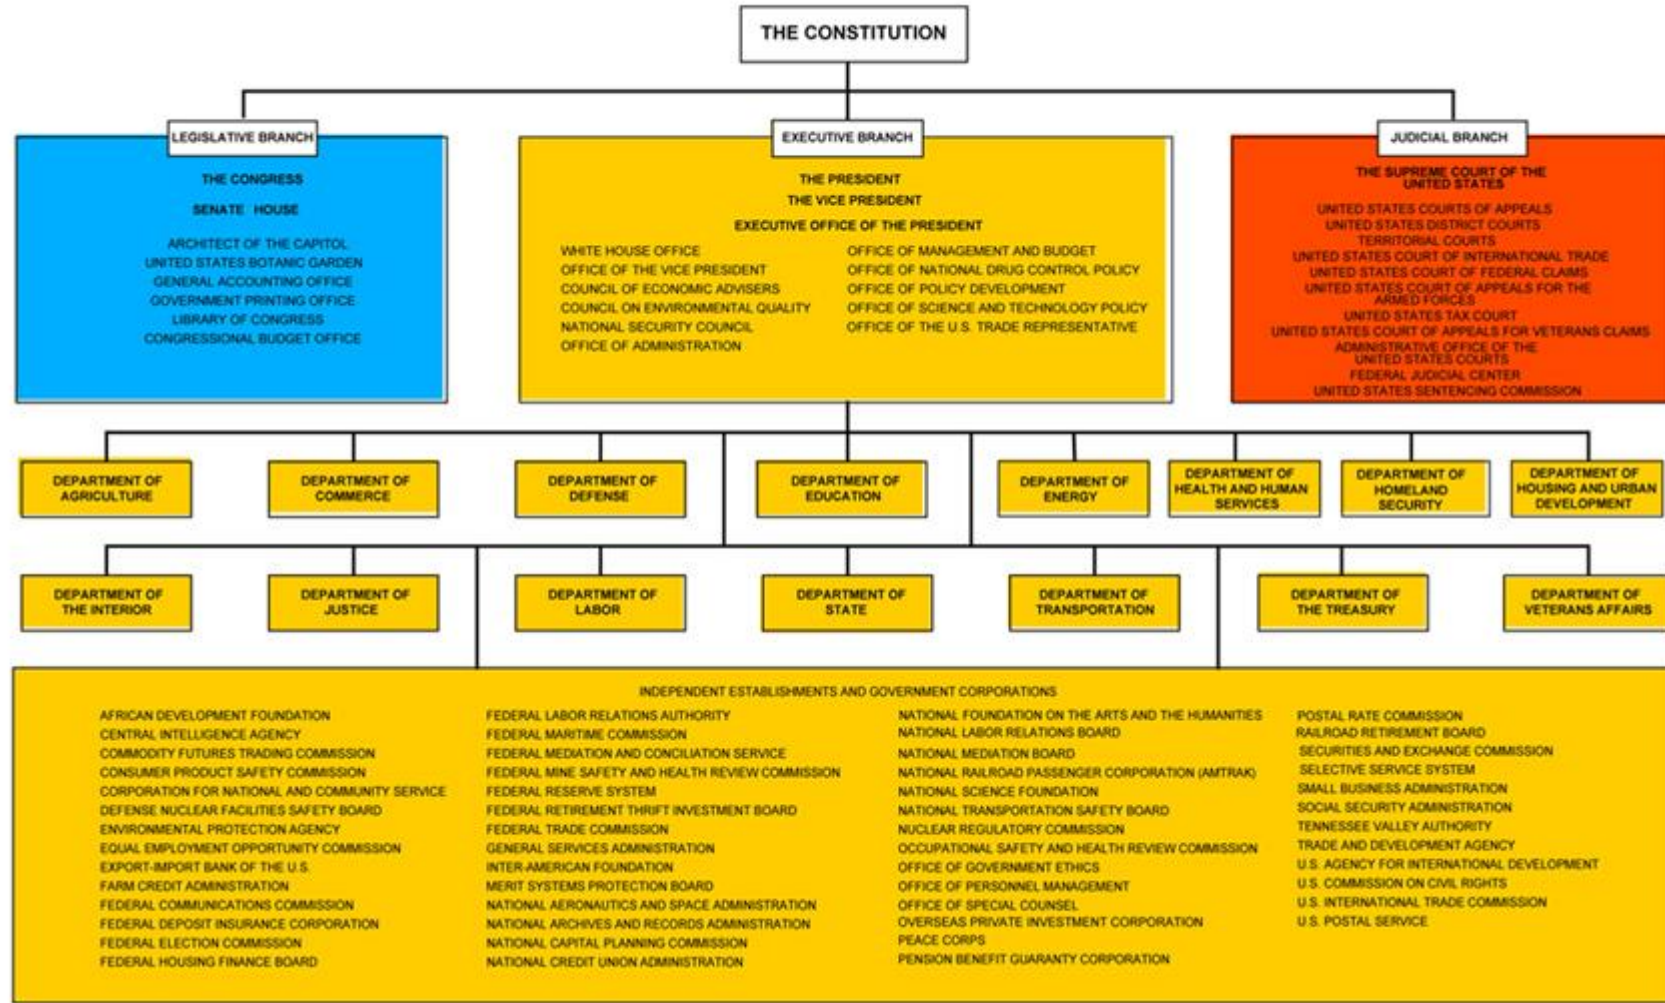 THE CONSTITUTION
LEGISLATIVE BRANCH
THE CONGRESS
SENATE HOUSE
ARCHITECT OF THE CAPITOL
UNITED STATES BOTANIC GARDEN
GENERAL ACCOUNTING OFFICE
GOVERNMENT PRINTING OFFICE
LIBRARY OF CONGRESS
CONGRESSIONAL BUDGET OFFICE
EXECUTIVE BRANCH
THE PRESIDENT
THE VICE PRESIDENT
EXECUTIVE OFFICE OF THE PRESIDENT
WHITE HOUSE OFFICE
OFFICE OF THE VICE PRESIDENT
COUNCIL OF ECONOMIC ADVISERS
COUNCIL ON ENVIRONMENTAL QUALITY
NATIONAL SECURITY COUNCIL
OFFICE OF ADMINISTRATION
OFFICE OF MANAGEMENT AND BUDGET
OFFICE OF NATIONAL DRUG CONTROL POLICY
OFFICE OF POLICY DEVELOPMENT
OFFICE OF SCIENCE AND TECHNOLOGY POLICY
OFFICE OF THE U.S. TRADE REPRESENTATIVE
JUDICIAL BRANCH
THE SUPREME COURT OF THE
UNITED STATES
UNITED STATES COURTS OF APPEALS
UNITED STATES DISTRICT COURTS
TERRITORIAL COURTS
UNITED STATES COURT OF INTERNATIONAL TRADE
UNITED STATES COURT OF FEDERAL CLAIMS
UNITED STATES COURT OF APPEALS FOR THE
ARMED FORCES
UNITED STATES TAX COURT
UNITED STATES COURT OF APPEALS FOR VETERANS CLAIMS
ADMINISTRATIVE OFFICE OF THE
UNITED STATES COURTS
FEDERAL JUDICIAL CENTER
UNITED STATES SENTENCING COMMISSION
DEPARTMENT OF
AGRICULTURE
DEPARTMENT OF
COMMERCE
DEPARTMENT OF
DEFENSE
DEPARTMENT OF
EDUCATION
DEPARTMENT OF
ENERGY
DEPARTMENT OF
HEALTH AND HUMAN
SERVICES
DEPARTMENT OF
HOMELAND
SECURITY
DEPARTMENT OF
HOUSING AND URBAN
DEVELOPMENT
DEPARTMENT OF
THE INTERIOR
DEPARTMENT OF
JUSTICE
DEPARTMENT OF
LABOR
DEPARTMENT OF
STATE
DEPARTMENT OF
TRANSPORTATION
DEPARTMENT OF
THE TREASURY
DEPARTMENT OF
VETERANS AFFAIRS
INDEPENDENT ESTABLISHMENTS AND GOVERNMENT CORPORATIONS
AFRICAN DEVELOPMENT FOUNDATION
CENTRAL INTELLIGENCE AGENCY
COMMODITY FUTURES TRADING COMMISSION
CONSUMER PRODUCT SAFETY COMMISSION
CORPORATION FOR NATIONAL AND COMMUNITY SERVICE
DEFENSE NUCLEAR FACILITIES SAFETY BOARD
ENVIRONMENTAL PROTECTION AGENCY
EQUAL EMPLOYMENT OPPORTUNITY COMMISSION
EXPORT-IMPORT BANK OF THE U.S.
FARM CREDIT ADMINISTRATION
FEDERAL COMMUNICATIONS COMMISSION
FEDERAL DEPOSIT INSURANCE CORPORATION
FEDERAL ELECTION COMMISSION
FEDERAL HOUSING FINANCE BOARD
FEDERAL LABOR RELATIONS AUTHORITY
FEDERAL MARITIME COMMISSION
FEDERAL MEDIATION AND CONCILIATION SERVICE
FEDERAL MINE SAFETY AND HEALTH REVIEW COMMISSION
FEDERAL RESERVE SYSTEM
FEDERAL RETIREMENT THRIFT INVESTMENT BOARD
FEDERAL TRADE COMMISSION
GENERAL SERVICES ADMINISTRATION
INTER-AMERICAN FOUNDATION
MERIT SYSTEMS PROTECTION BOARD
NATIONAL AERONAUTICS AND SPACE ADMINISTRATION
NATIONAL ARCHIVES AND RECORDS ADMINISTRATION
NATIONAL CAPITAL PLANNING COMMISSION
NATIONAL CREDIT UNION ADMINISTRATION
NATIONAL FOUNDATION ON THE ARTS AND THE HUMANITIES
NATIONAL LABOR RELATIONS BOARD
NATIONAL MEDIATION BOARD
NATIONAL RAILROAD PASSENGER CORPORATION (AMTRAK)
NATIONAL SCIENCE FOUNDATION
NATIONAL TRANSPORTATION SAFETY BOARD
NUCLEAR REGULATORY COMMISSION
OCCUPATIONAL SAFETY AND HEALTH REVIEW COMMISSION
OFFICE OF GOVERNMENT ETHICS
OFFICE OF PERSONNEL MANAGEMENT
OFFICE OF SPECIAL COUNSEL
OVERSEAS PRIVATE INVESTMENT CORPORATION
PEACE CORPS
PENSION BENEFIT GUARANTY CORPORATION
POSTAL RATE COMMISSION
RAILROAD RETIREMENT BOARD
SECURITIES AND EXCHANGE COMMISSION
SELECTIVE SERVICE SYSTEM
SMALL BUSINESS ADMINISTRATION
SOCIAL SECURITY ADMINISTRATION
TENNESSEE VALLEY AUTHORITY
TRADE AND DEVELOPMENT AGENCY
U.S. AGENCY FOR INTERNATIONAL DEVELOPMENT
U.S. COMMISSION ON CIVIL RIGHTS
U.S. INTERNATIONAL TRADE COMMISSION
U.S. POSTAL SERVICE